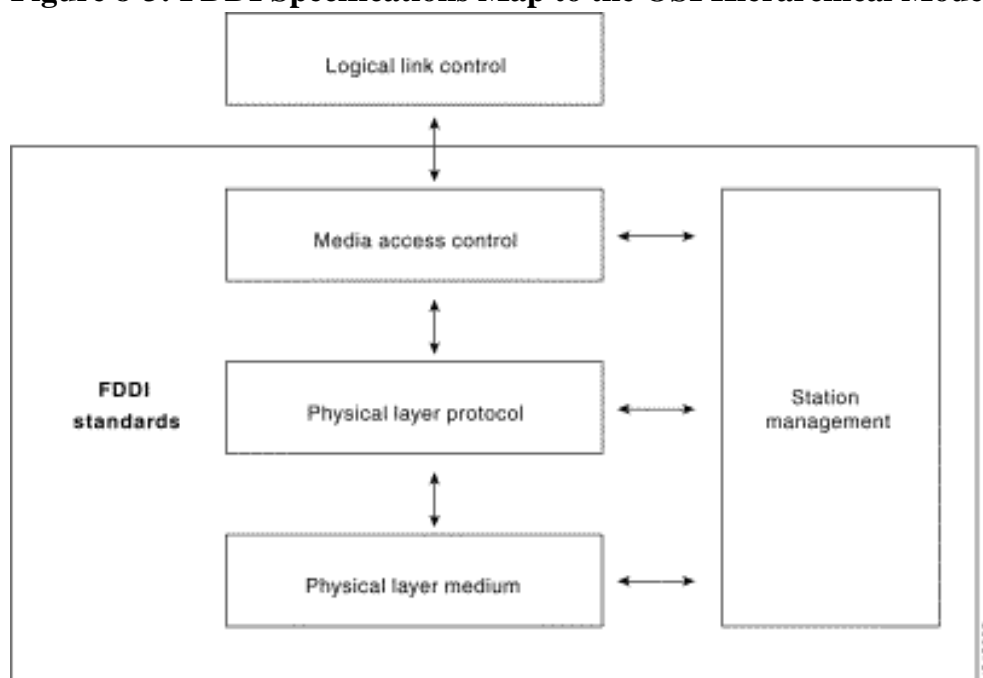 Logical link control
Media access control
FDDI
standards
Physical layer protocol
Station
management
Physical layer medium